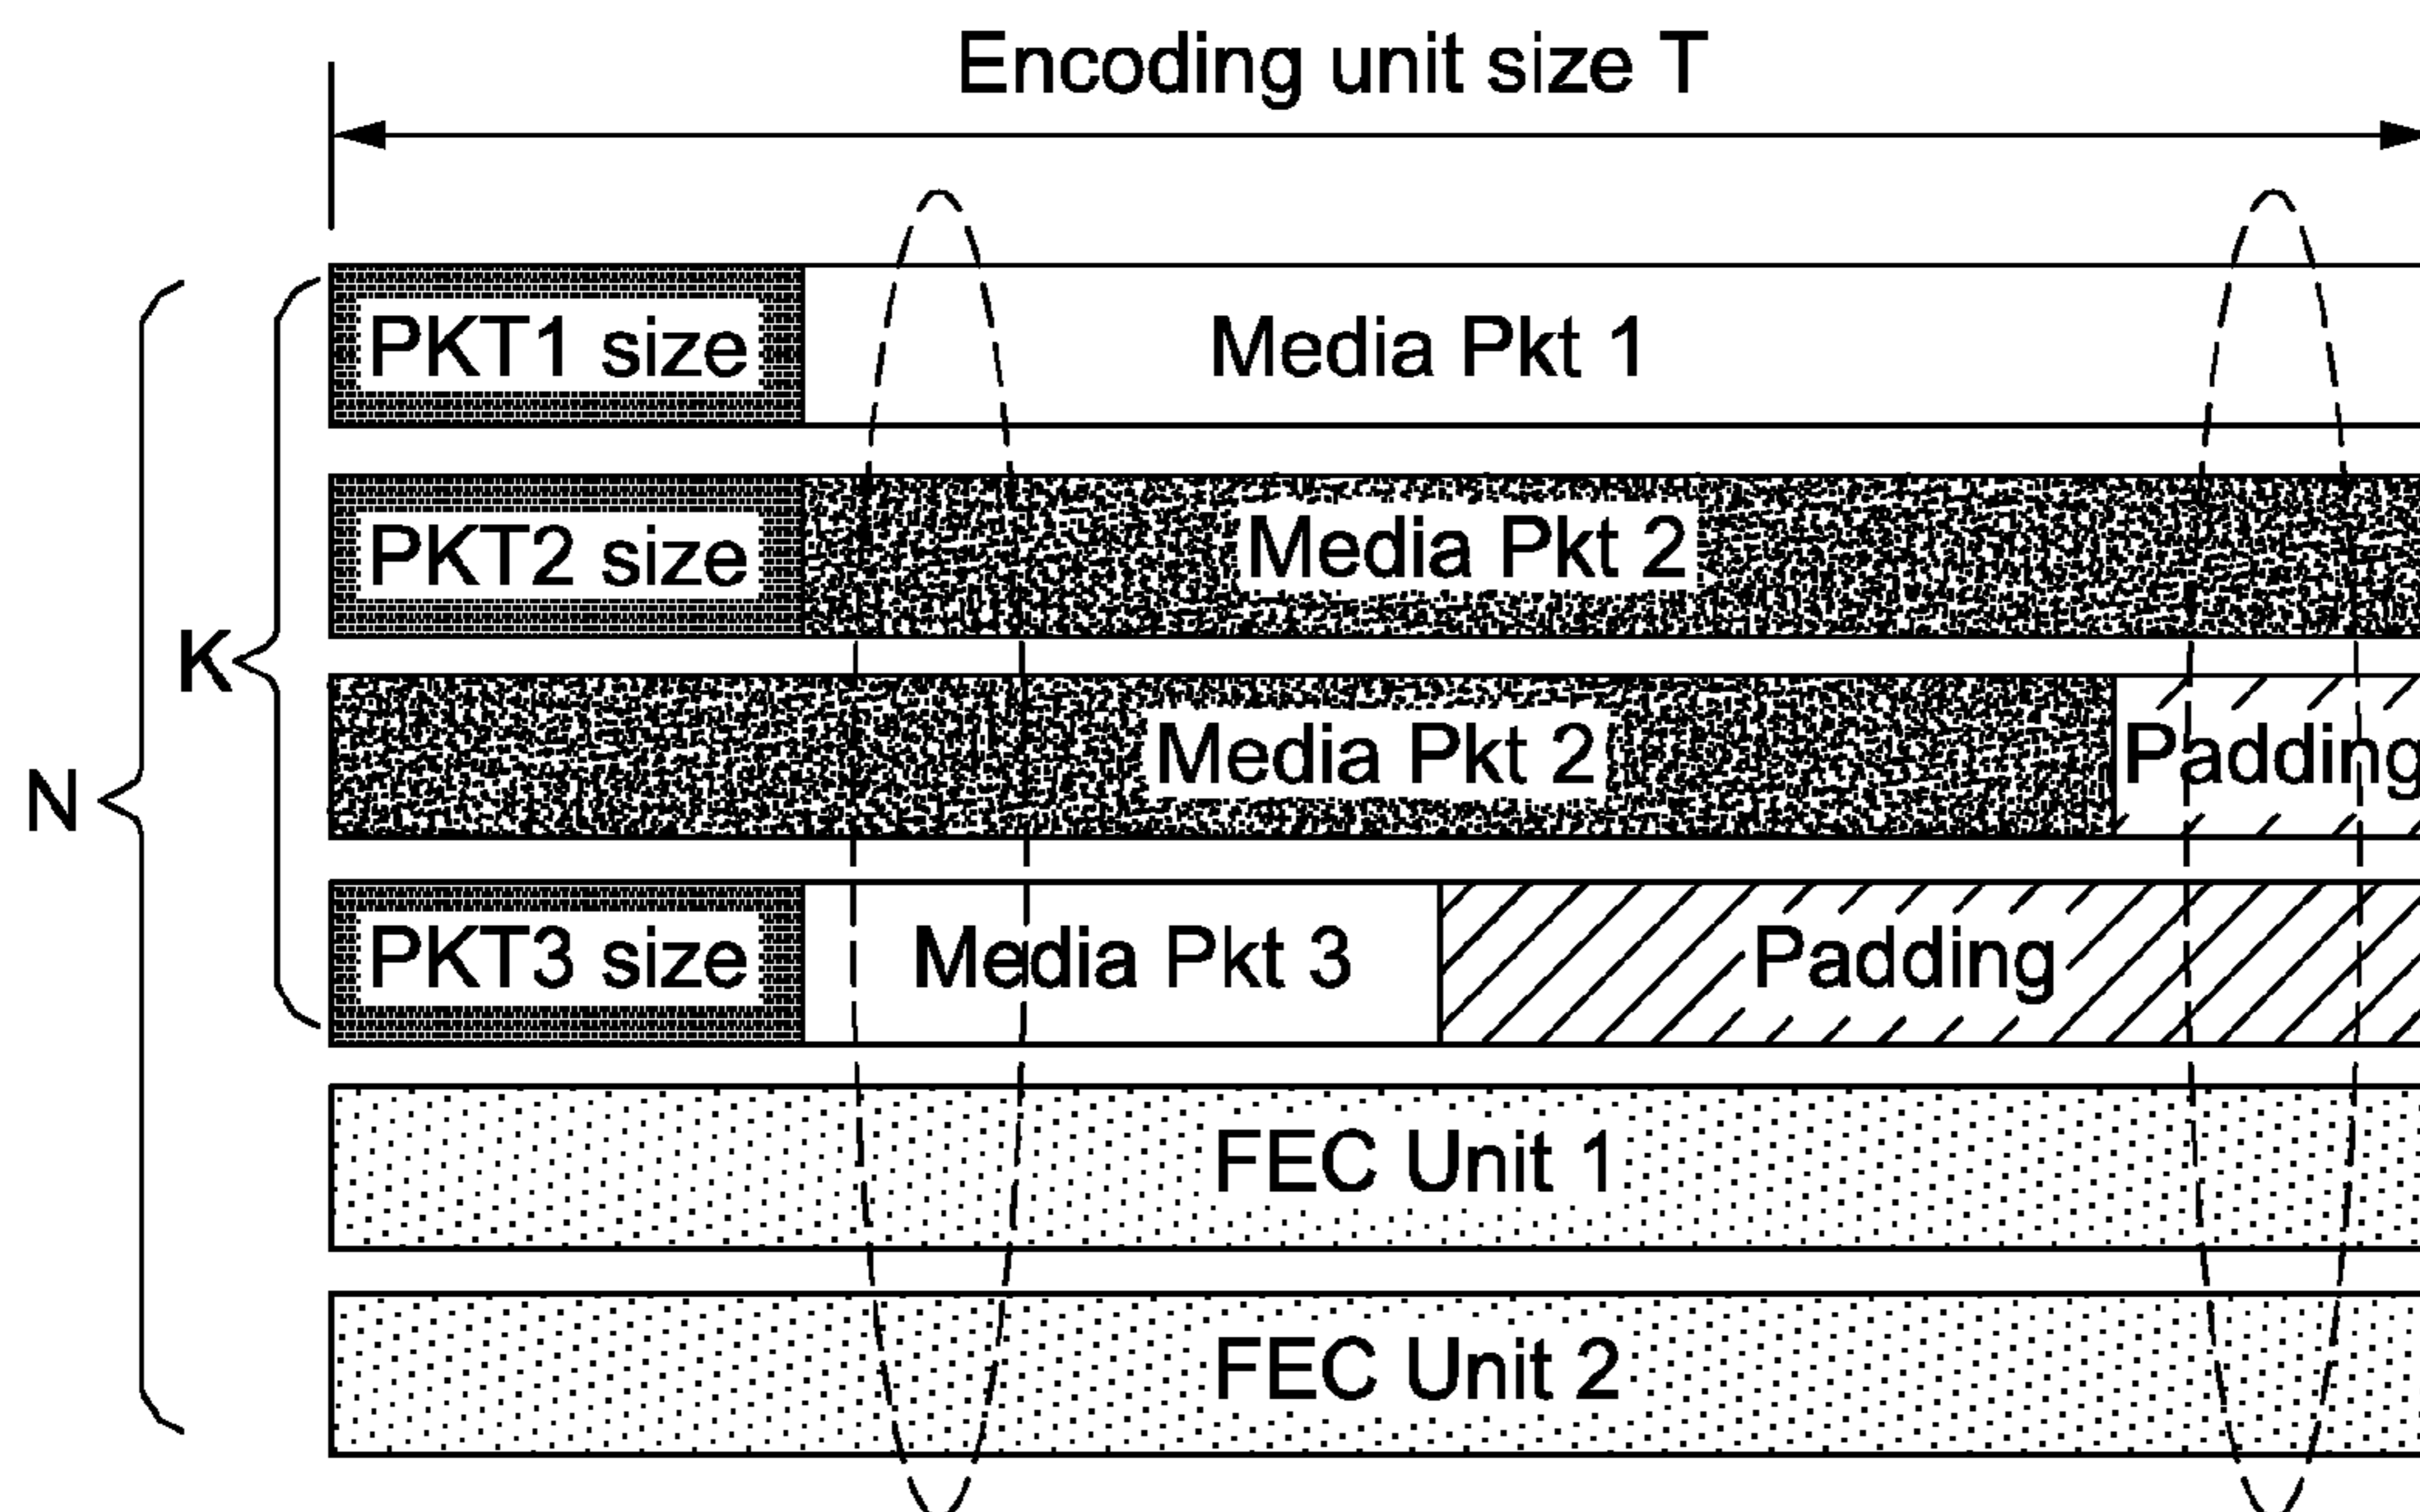 Encoding unit size T
PKT1 size Media Pkt 1
PKT2 size Media Pkt 2
K
Media Pkt 2 Padding
N
PKT3 size Media Pkt 3 Padding
FEC Unit 1
FEC Unit 2